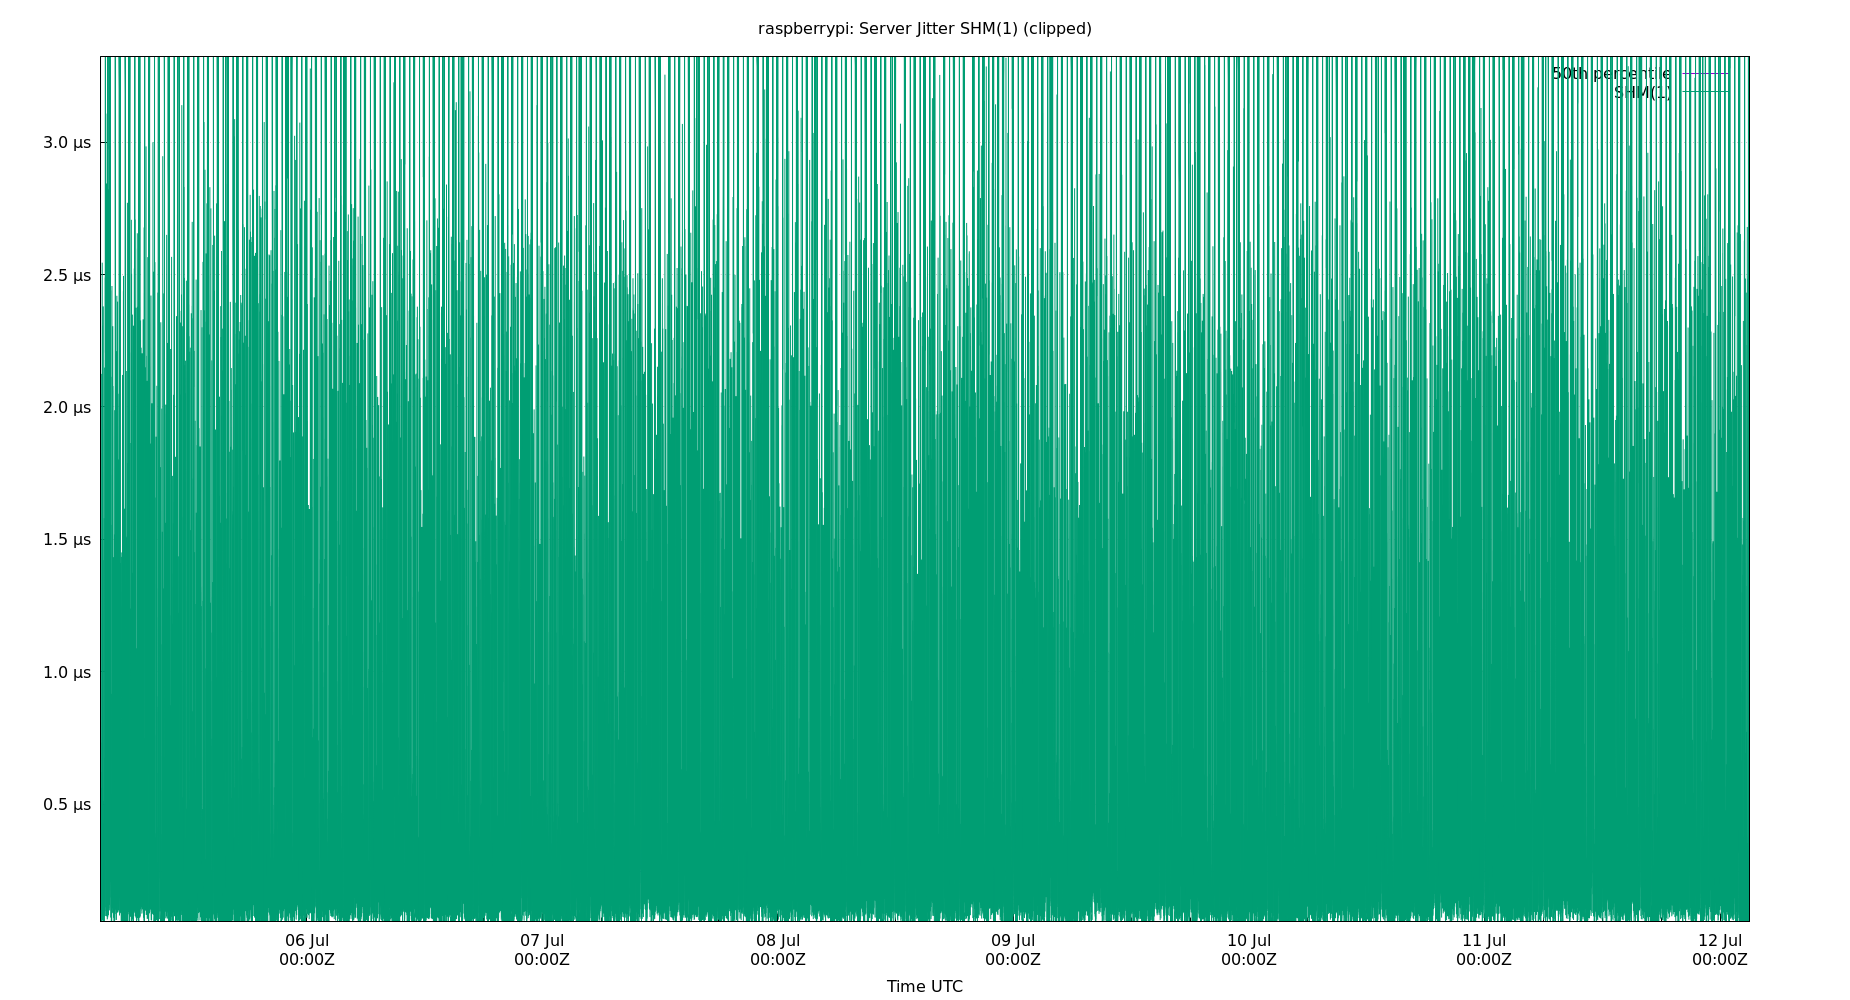 raspberrypi: Server Jitter SHM(1) (clipped)
50th percentile
SHM(1)
3.0 µs
2.5 µs
2.0 µs
1.5 µs
1.0 µs
0.5 µs
06 Jul 07 Jul 08 Jul 09 Jul 10 Jul 11 Jul 12 Jul
00:00Z 00:00Z 00:00Z 00:00Z 00:00Z 00:00Z 00:00Z
Time UTC